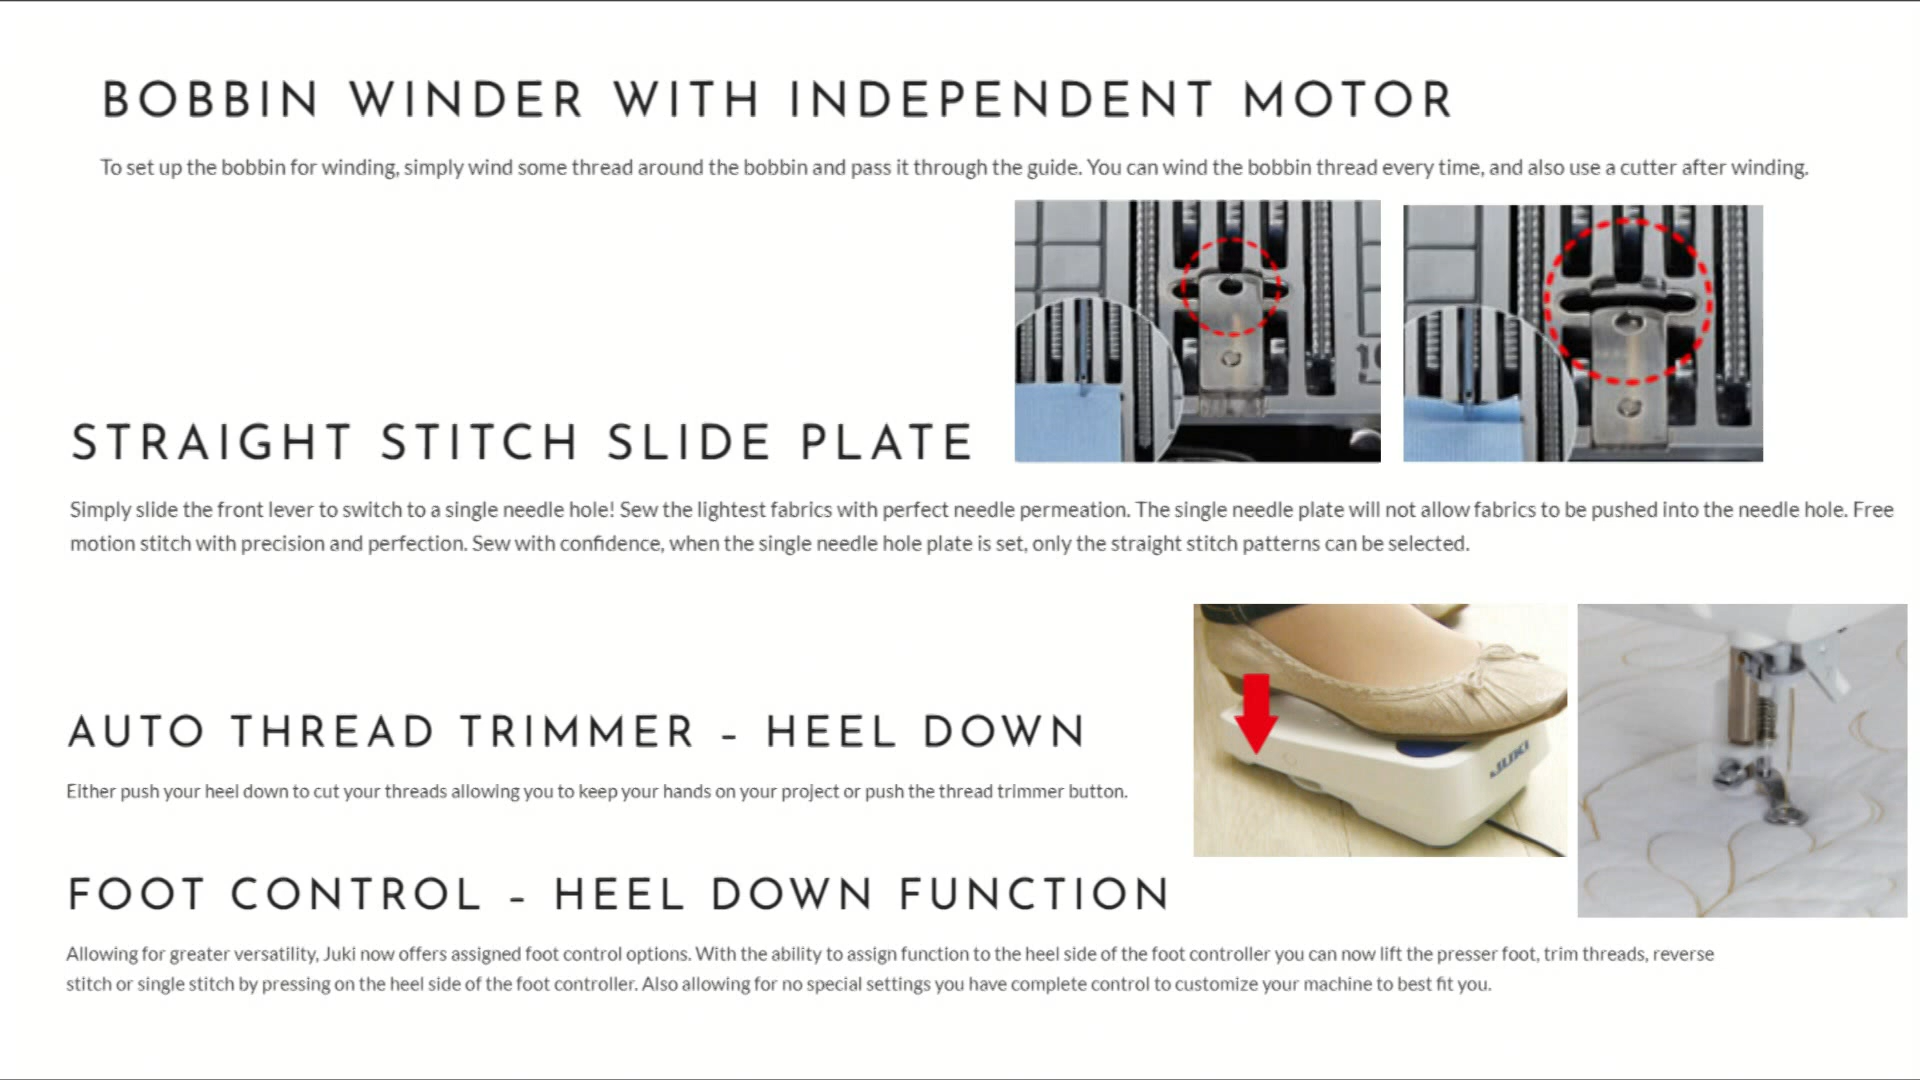 BOBBIN WINDER WITH INDEPENDENT MOTOR
To set up the bobbin for winding, simply wind some thread around the bobbin and pass it through the guide. You can wind the bobbin thread every time, and also use a cutter after winding.
STRAIGHT STITCH SLIDE PLATE
Simply slide the front lever to switch to a single needle hole! Sew the lightest fabrics with perfect needle permeation. The single needle plate will not allow fabrics to be pushed into the needle hole. Free
motion stitch with precision and perfection. Sew with confidence, when the single needle hole plate is set, only the straight stitch patterns can be selected.
AUTO THREAD TRIMMER - HEEL DOWN
Either push your heel down to cut your threads allowing you to keep your hands on your project or push the thread trimmer button.
JUKI
FOOT CONTROL - HEEL DOWN FUNCTION
Allowing for greater versatility, Juki now offers assigned foot control options. With the ability to assign function to the heel side of the foot controller you can now lift the presser foot, trim threads, reverse
stitch or single stitch by pressing on the heel side of the foot controller. Also allowing for no special settings you have complete control to customize your machine to best fit you.